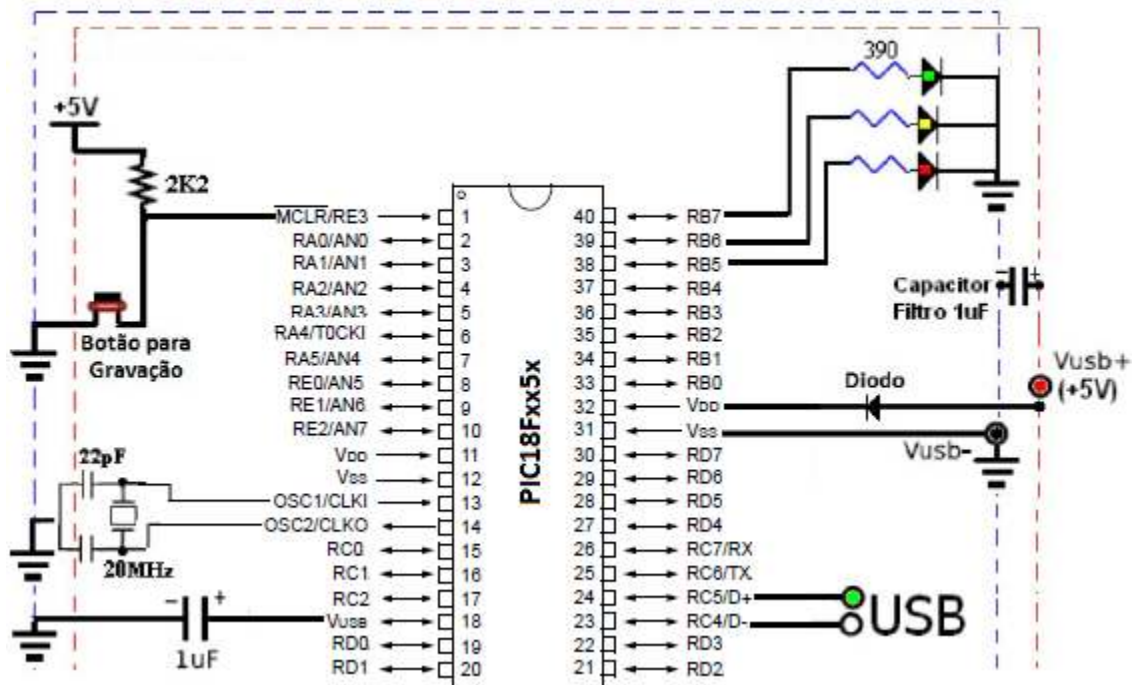 390
+5V
2K2
MCLR/RE3
RA0/AN0
RA1/AN1
RA2/AN2
RA3/AN3
RA4/T0CKI
RA5/AN4
RE0/AN5
RE1/AN6
RE2/AN7
VDD
VSS
OSC1/CLKI
OSC2/CLKO
RC0
RC1
RC2
VUSB
RD0
RD1
1
2
3
4
5
6
7
8
9
10
11
12
13
14
15
16
17
18
19
20
PIC18Fxx5x
40
39
38
37
36
35
34
33
32
31
30
29
28
27
26
25
24
23
22
21
RB7
RB6
RB5
RB4
RB3
RB2
RB1
RB0
VDD
VSS
RD7
RD6
RD5
RD4
RC7/RX
RC6/TX
RC5/D+
RC4/D-
RD3
RD2
Botão para
Gravação
22pF
20MHz
- +
1uF
- +
Capacitor
Filtro 1uF
Diodo
Vusb+
(+5V)
Vusb-
USB